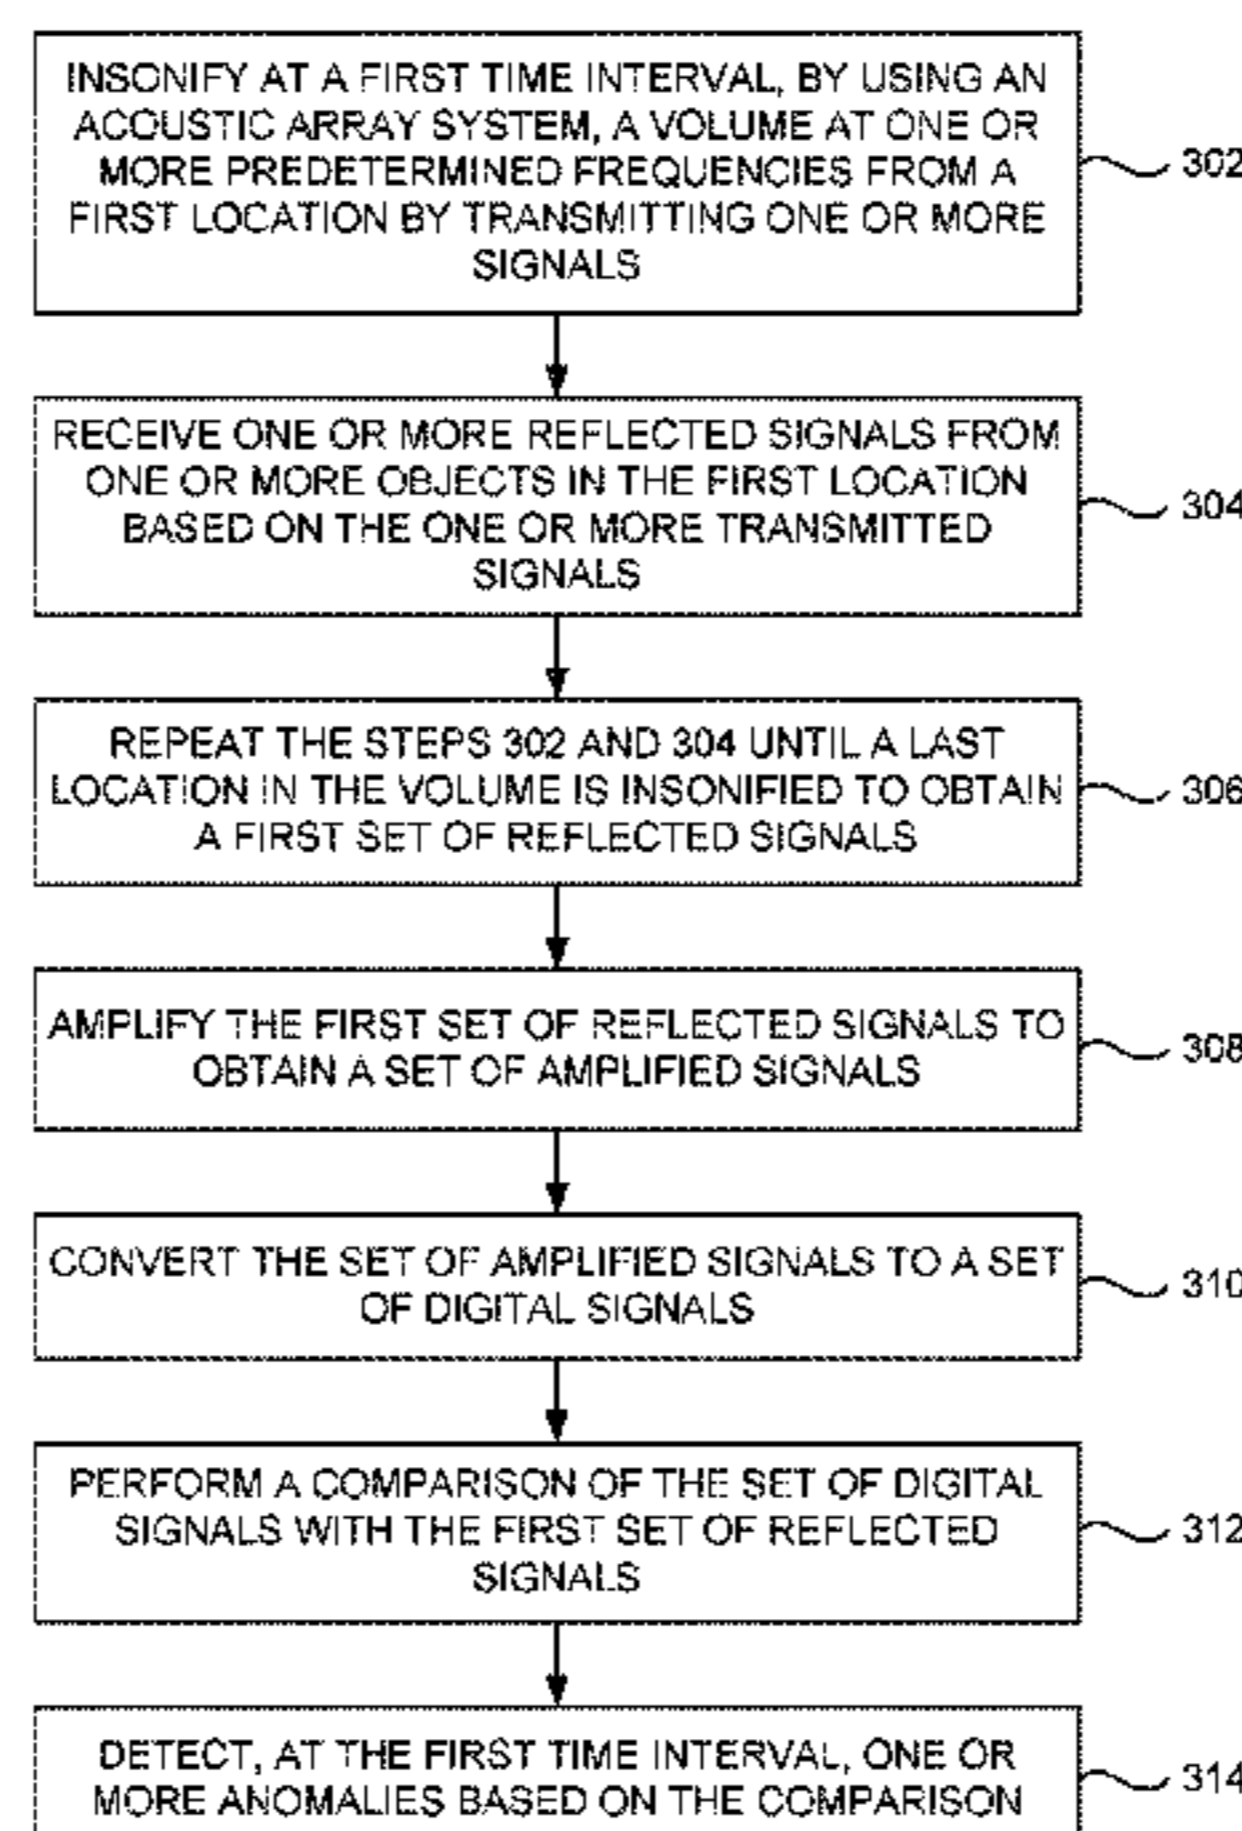 INSONIFY AT A FIRST TIME INTERVAL, BY USING AN
ACOUSTIC ARRAY SYSTEM, A VOLUME AT ONE OR
MORE PREDETERMINED FREQUENCIES FROM A
FIRST LOCATION BY TRANSMITTING ONE OR MORE
SIGNALS
302
RECEIVE ONE OR MORE REFLECTED SIGNALS FROM
ONE OR MORE OBJECTS IN THE FIRST LOCATION
BASED ON THE ONE OR MORE TRANSMITTED
SIGNALS
304
REPEAT THE STEPS 302 AND 304 UNTIL A LAST
LOCATION IN THE VOLUME IS INSONIFIED TO OBTAIN
A FIRST SET OF REFLECTED SIGNALS
306
AMPLIFY THE FIRST SET OF REFLECTED SIGNALS TO
OBTAIN A SET OF AMPLIFIED SIGNALS
308
CONVERT THE SET OF AMPLIFIED SIGNALS TO A SET
OF DIGITAL SIGNALS
310
PERFORM A COMPARISON OF THE SET OF DIGITAL
SIGNALS WITH THE FIRST SET OF REFLECTED
SIGNALS
312
DETECT, AT THE FIRST TIME INTERVAL, ONE OR
MORE ANOMALIES BASED ON THE COMPARISON
314